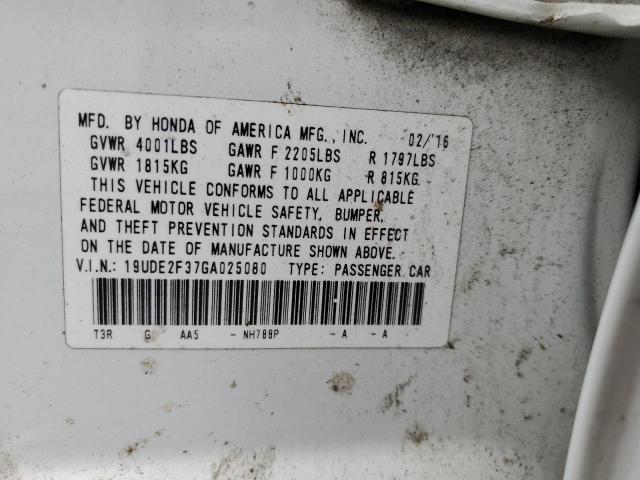 MFD. BY HONDA OF AMERICA MFG., INC. 02/'16
GVWR 4001LBS GAWR F 2205LBS R 1797LBS
GVWR 1815KG GAWR F 1000KG R 815KG
THIS VEHICLE CONFORMS TO ALL APPLICABLE
FEDERAL MOTOR VEHICLE SAFETY, BUMPER,
AND THEFT PREVENTION STANDARDS IN EFFECT
ON THE DATE OF MANUFACTURE SHOWN ABOVE.
V.I.N.: 19UDE2F37GA025080 TYPE: PASSENGER CAR
T3R G AA5 - NH788P - A - A